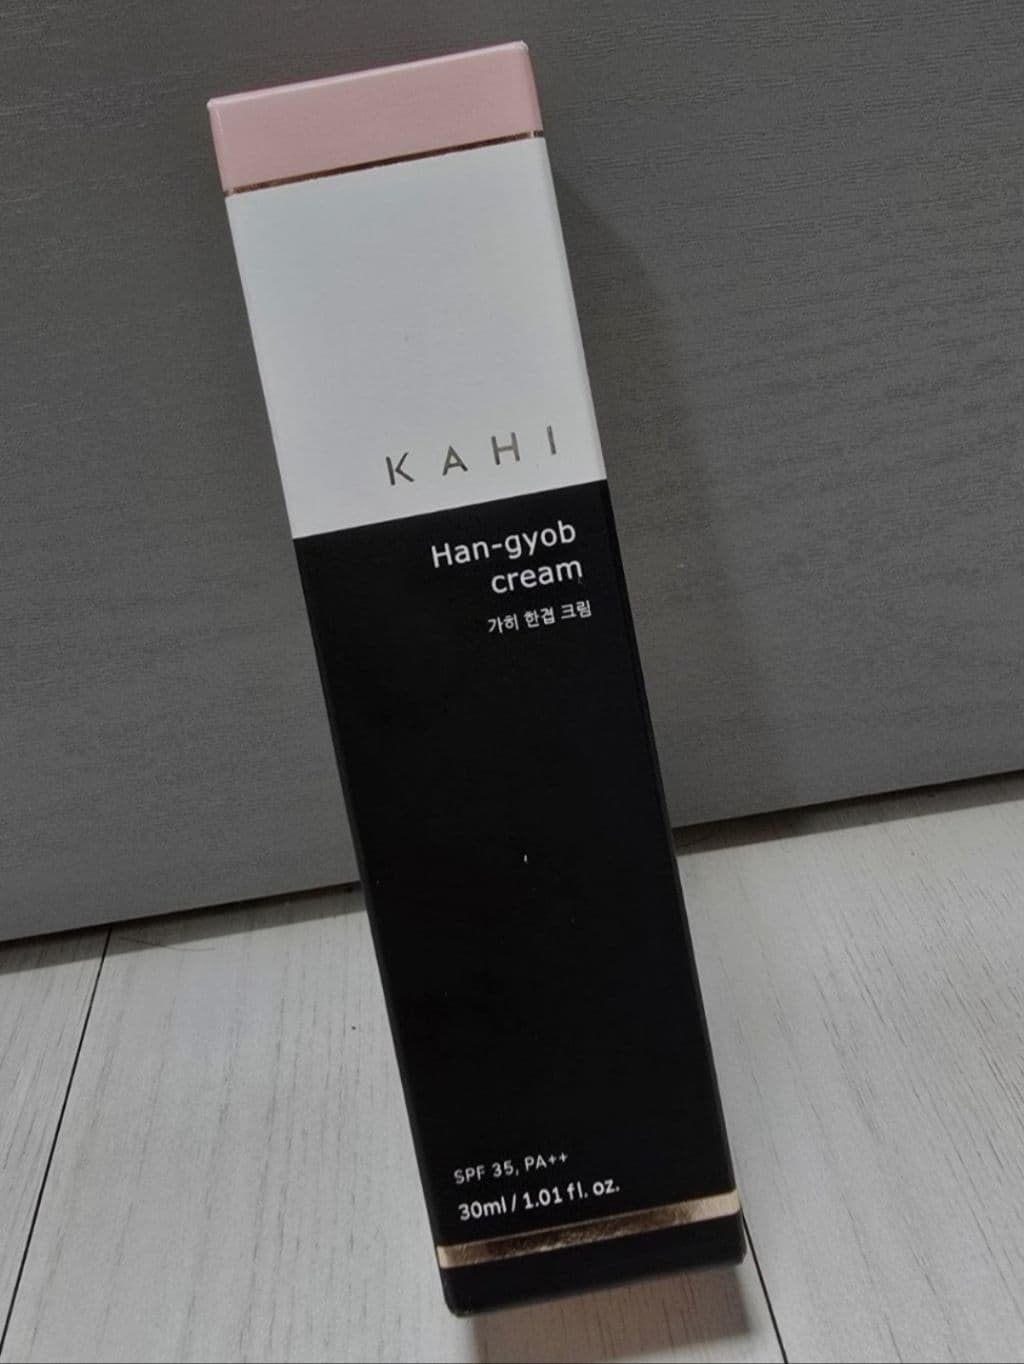 KAHI
Han-gyob
cream
가히 한겹 크림
SPF 35, PA++
30ml / 1.01 fl. oz.